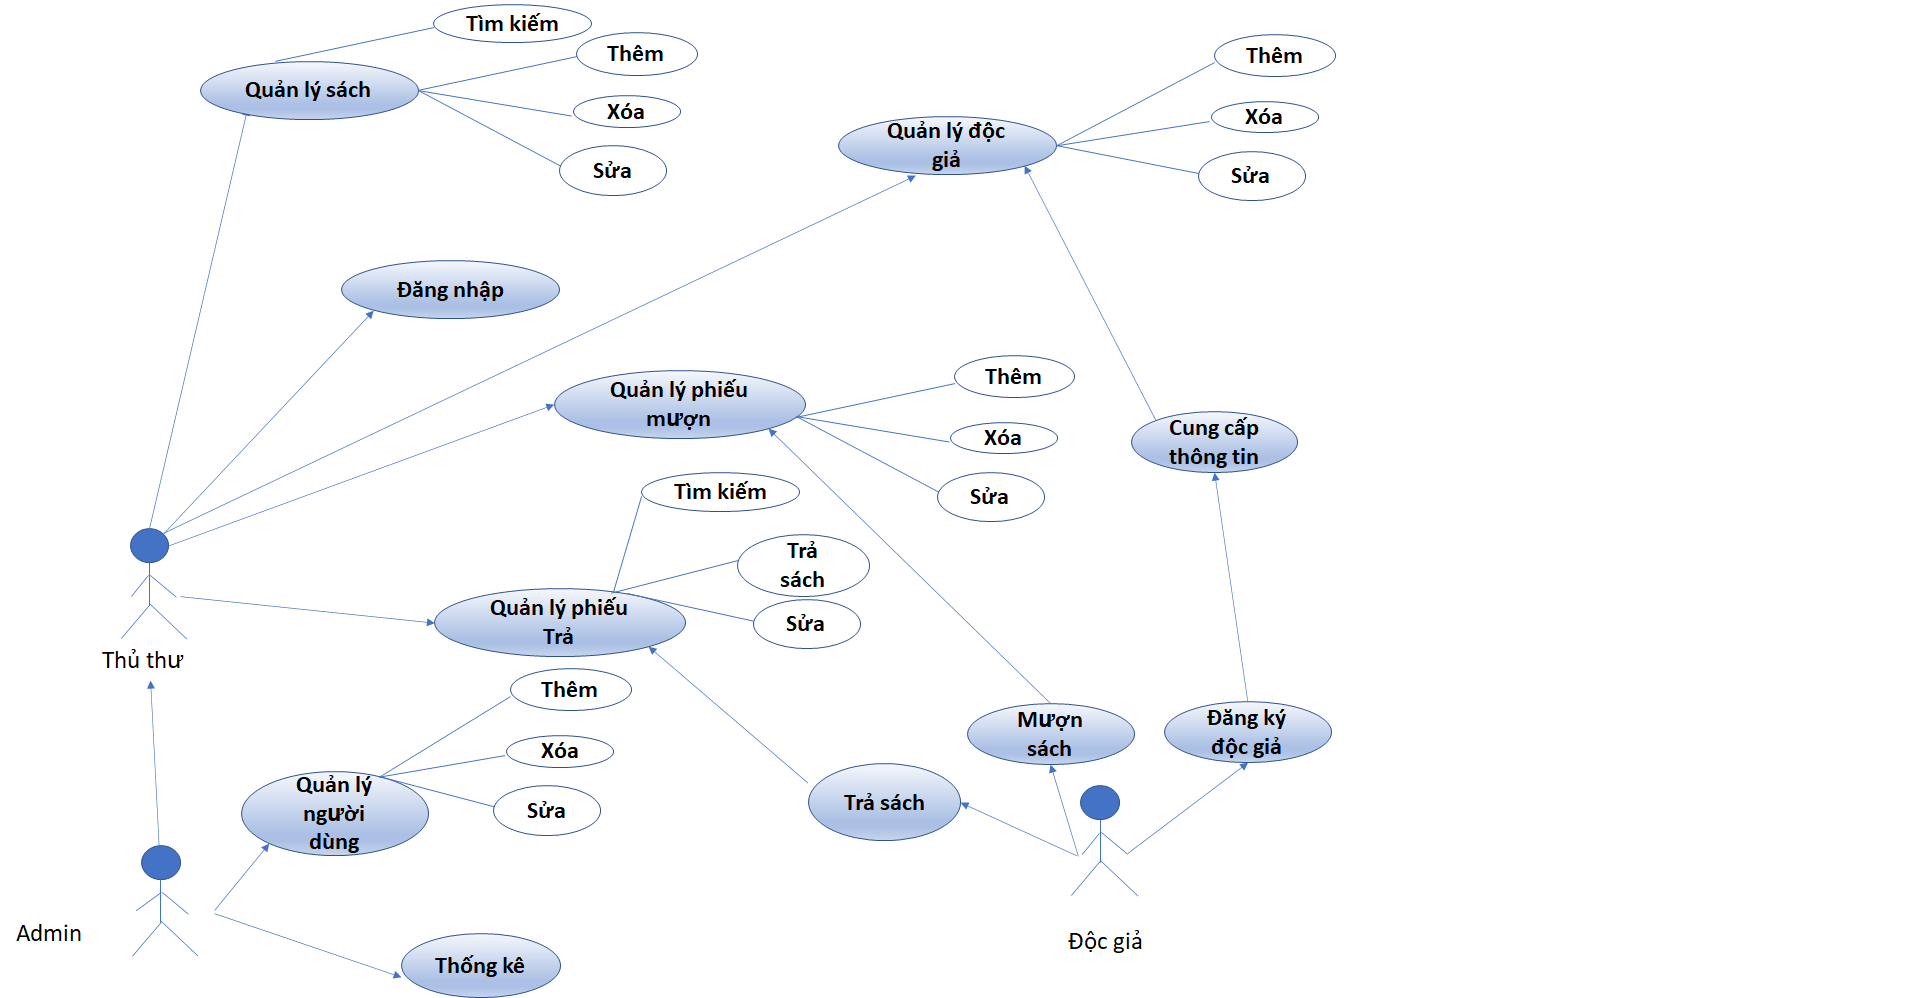 Tìm kiếm
Thêm
Quản lý sách
Xóa
Sửa
Thêm
Quản lý độc
giả
Xóa
Sửa
Đăng nhập
Quản lý phiếu
mượn
Thêm
Xóa
Sửa
Cung cấp
thông tin
Tìm kiếm
Trả
sách
Quản lý phiếu
Trả
Sửa
Thủ thư
Thêm
Xóa
Sửa
Quản lý
người
dùng
Mượn
sách
Đăng ký
độc giả
Trả sách
Admin
Độc giả
Thống kê